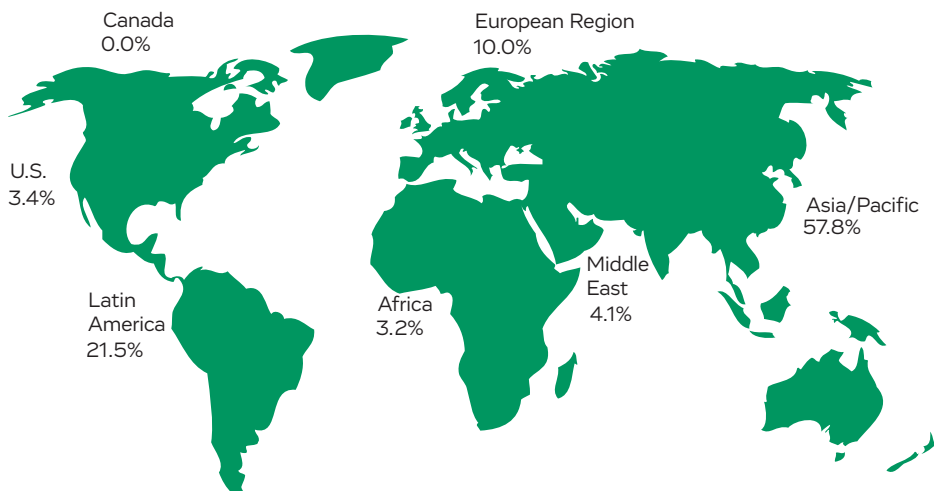 Canada
0.0%
European Region
10.0%
U.S.
3.4%
Asia/Pacific
57.8%
Middle
East
4.1%
Latin
America
21.5%
Africa
3.2%